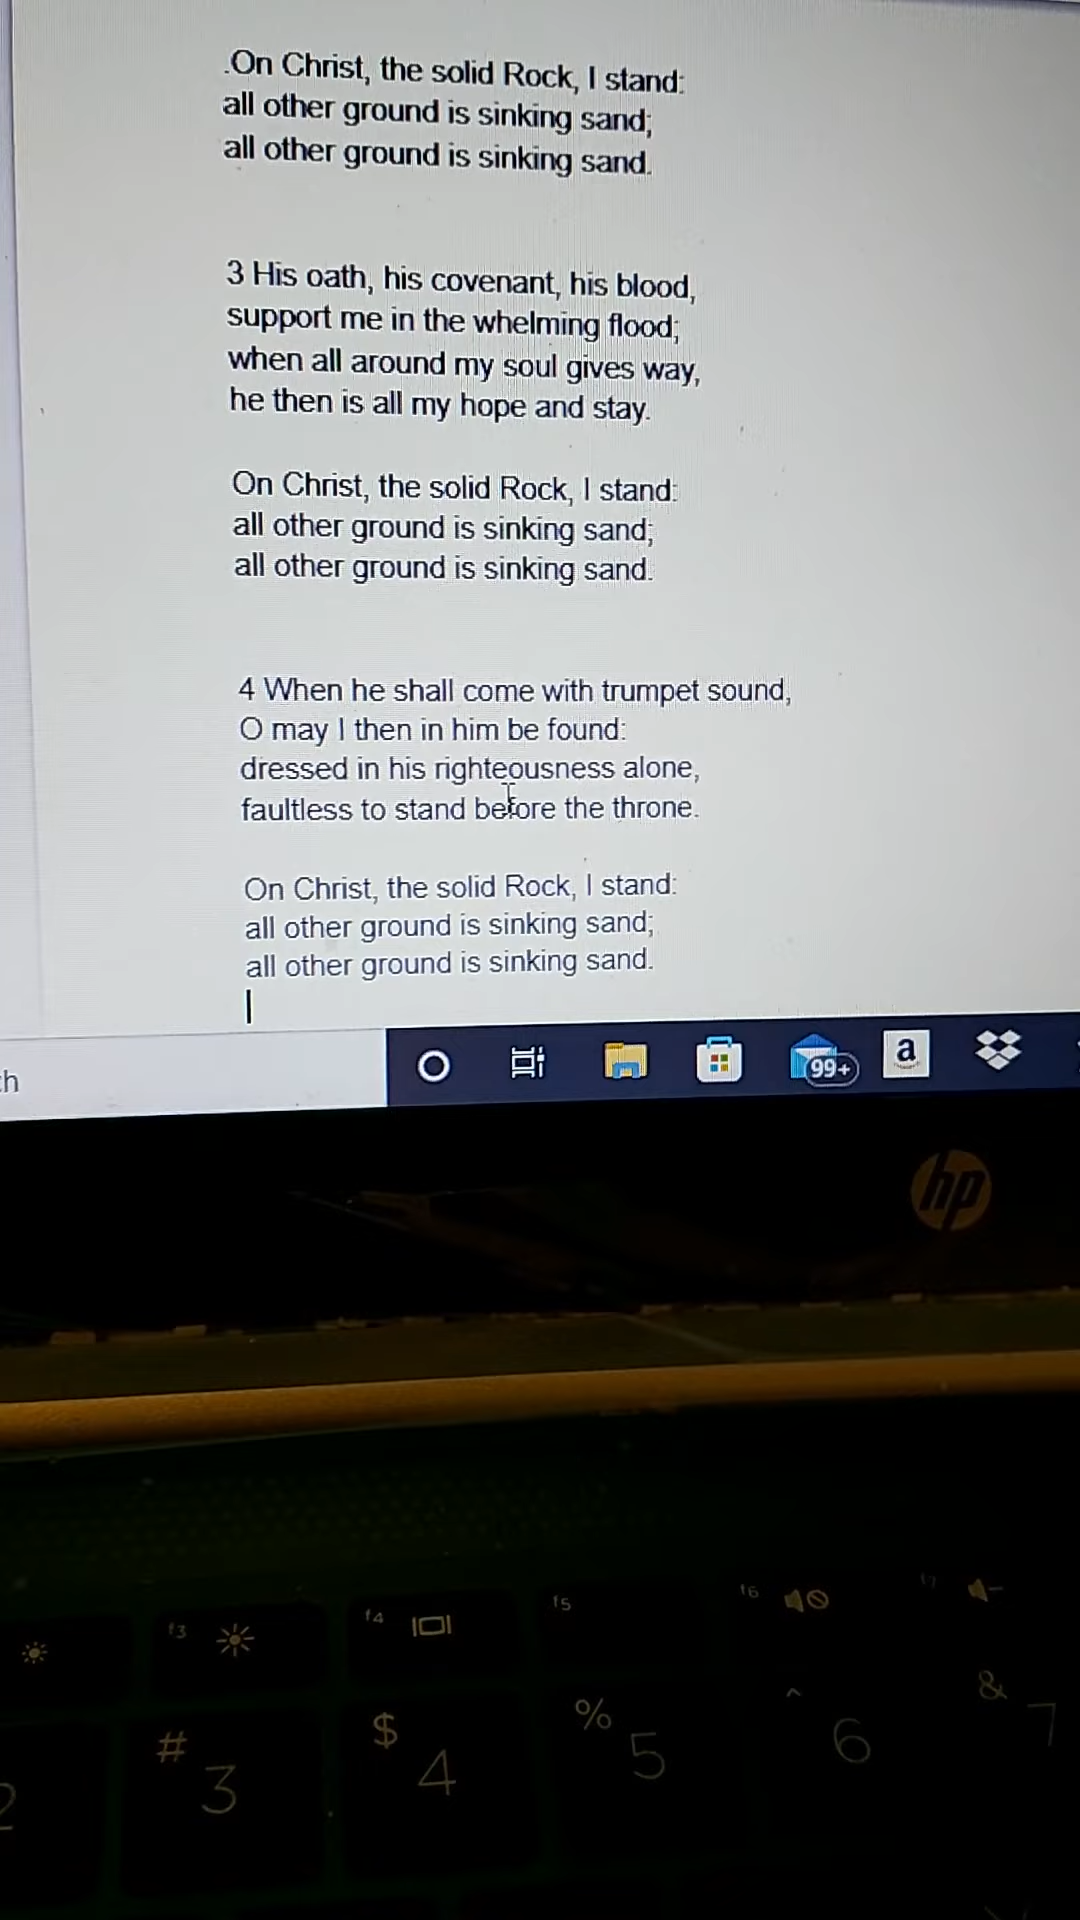 .On Christ, the solid Rock, I stand:
all other ground is sinking sand;
all other ground is sinking sand.
3 His oath, his covenant, his blood,
support me in the whelming flood;
when all around my soul gives way,
he then is all my hope and stay.
On Christ, the solid Rock, I stand:
all other ground is sinking sand;
all other ground is sinking sand.
4 When he shall come with trumpet sound,
O may I then in him be found:
dressed in his righteousness alone,
faultless to stand before the throne.
On Christ, the solid Rock, I stand:
all other ground is sinking sand;
all other ground is sinking sand.
ch
99+
a
hp
f3
f4
f5
f6
f7
2
# 3
$ 4
% 5
^ 6
& 7